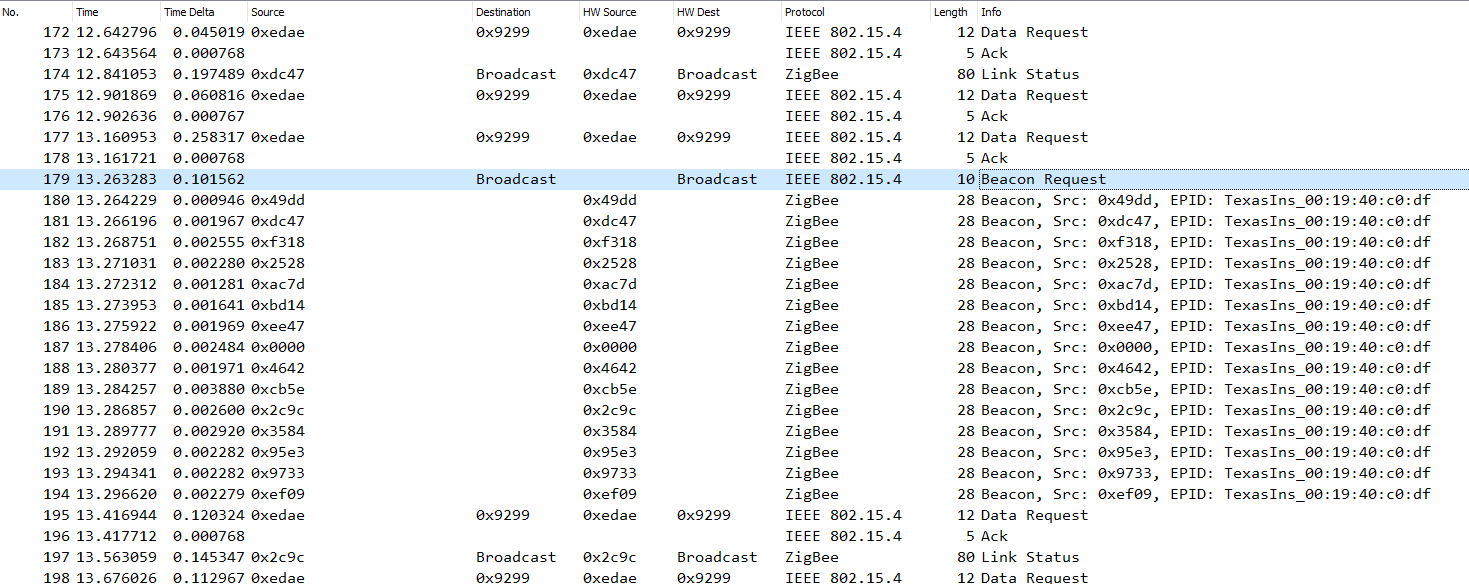 No. Time Time Delta Source Destination HW Source HW Dest Protocol Length Info
172 12.642796 0.045019 0xedae 0x9299 0xedae 0x9299 IEEE 802.15.4 12 Data Request
173 12.643564 0.000768 IEEE 802.15.4 5 Ack
174 12.841053 0.197489 0xdc47 Broadcast 0xdc47 Broadcast ZigBee 80 Link Status
175 12.901869 0.060816 0xedae 0x9299 0xedae 0x9299 IEEE 802.15.4 12 Data Request
176 12.902636 0.000767 IEEE 802.15.4 5 Ack
177 13.160953 0.258317 0xedae 0x9299 0xedae 0x9299 IEEE 802.15.4 12 Data Request
178 13.161721 0.000768 IEEE 802.15.4 5 Ack
179 13.263283 0.101562 Broadcast Broadcast IEEE 802.15.4 10 Beacon Request
180 13.264229 0.000946 0x49dd 0x49dd ZigBee 28 Beacon, Src: 0x49dd, EPID: TexasIns_00:19:40:c0:df
181 13.266196 0.001967 0xdc47 0xdc47 ZigBee 28 Beacon, Src: 0xdc47, EPID: TexasIns_00:19:40:c0:df
182 13.268751 0.002555 0xf318 0xf318 ZigBee 28 Beacon, Src: 0xf318, EPID: TexasIns_00:19:40:c0:df
183 13.271031 0.002280 0x2528 0x2528 ZigBee 28 Beacon, Src: 0x2528, EPID: TexasIns_00:19:40:c0:df
184 13.272312 0.001281 0xac7d 0xac7d ZigBee 28 Beacon, Src: 0xac7d, EPID: TexasIns_00:19:40:c0:df
185 13.273953 0.001641 0xbd14 0xbd14 ZigBee 28 Beacon, Src: 0xbd14, EPID: TexasIns_00:19:40:c0:df
186 13.275922 0.001969 0xee47 0xee47 ZigBee 28 Beacon, Src: 0xee47, EPID: TexasIns_00:19:40:c0:df
187 13.278406 0.002484 0x0000 0x0000 ZigBee 28 Beacon, Src: 0x0000, EPID: TexasIns_00:19:40:c0:df
188 13.280377 0.001971 0x4642 0x4642 ZigBee 28 Beacon, Src: 0x4642, EPID: TexasIns_00:19:40:c0:df
189 13.284257 0.003880 0xcb5e 0xcb5e ZigBee 28 Beacon, Src: 0xcb5e, EPID: TexasIns_00:19:40:c0:df
190 13.286857 0.002600 0x2c9c 0x2c9c ZigBee 28 Beacon, Src: 0x2c9c, EPID: TexasIns_00:19:40:c0:df
191 13.289777 0.002920 0x3584 0x3584 ZigBee 28 Beacon, Src: 0x3584, EPID: TexasIns_00:19:40:c0:df
192 13.292059 0.002282 0x95e3 0x95e3 ZigBee 28 Beacon, Src: 0x95e3, EPID: TexasIns_00:19:40:c0:df
193 13.294341 0.002282 0x9733 0x9733 ZigBee 28 Beacon, Src: 0x9733, EPID: TexasIns_00:19:40:c0:df
194 13.296620 0.002279 0xef09 0xef09 ZigBee 28 Beacon, Src: 0xef09, EPID: TexasIns_00:19:40:c0:df
195 13.416944 0.120324 0xedae 0x9299 0xedae 0x9299 IEEE 802.15.4 12 Data Request
196 13.417712 0.000768 IEEE 802.15.4 5 Ack
197 13.563059 0.145347 0x2c9c Broadcast 0x2c9c Broadcast ZigBee 80 Link Status
198 13.676026 0.112967 0xedae 0x9299 0xedae 0x9299 IEEE 802.15.4 12 Data Request